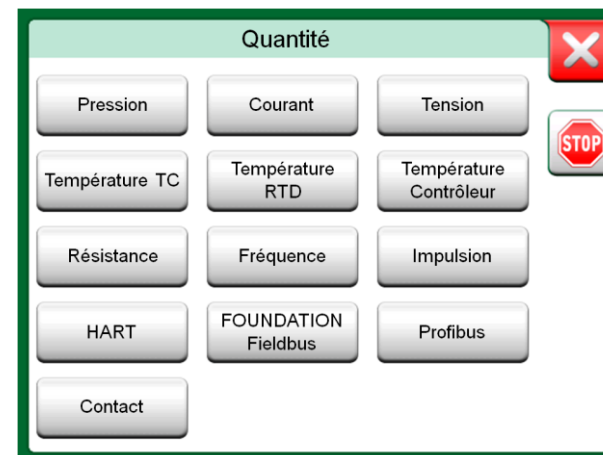 Quantité
Pression
Courant
Tension
STOP
Température TC
Température
RTD
Température
Contrôleur
Résistance
Fréquence
Impulsion
HART
FOUNDATION
Fieldbus
Profibus
Contact